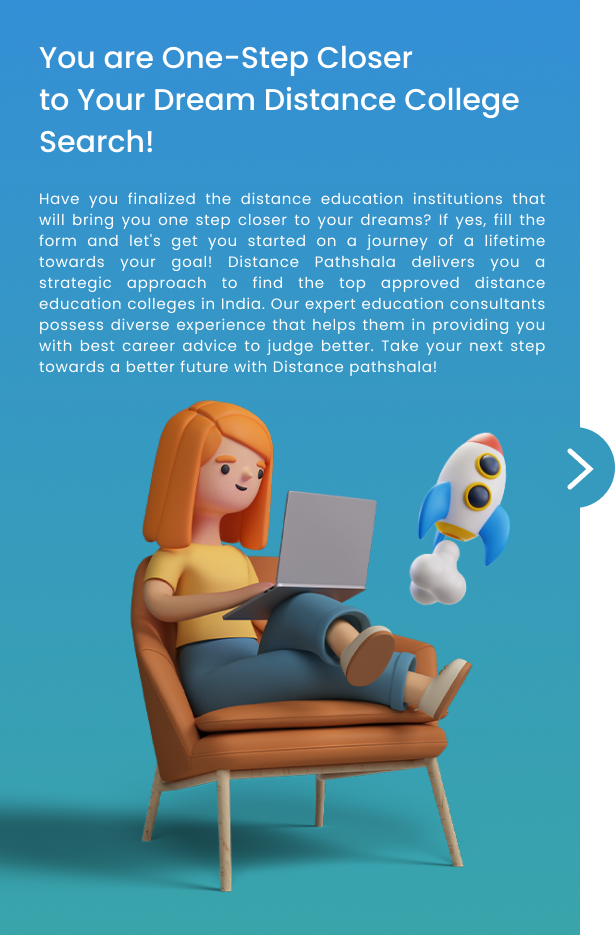 You are One-Step Closer
to Your Dream Distance College
Search!
Have you finalized the distance education institutions that
will bring you one step closer to your dreams? If yes, fill the
form and let's get you started on a journey of a lifetime
towards your goal! Distance Pathshala delivers you a
strategic approach to find the top approved distance
education colleges in India. Our expert education consultants
possess diverse experience that helps them in providing you
with best career advice to judge better. Take your next step
towards a better future with Distance pathshala!